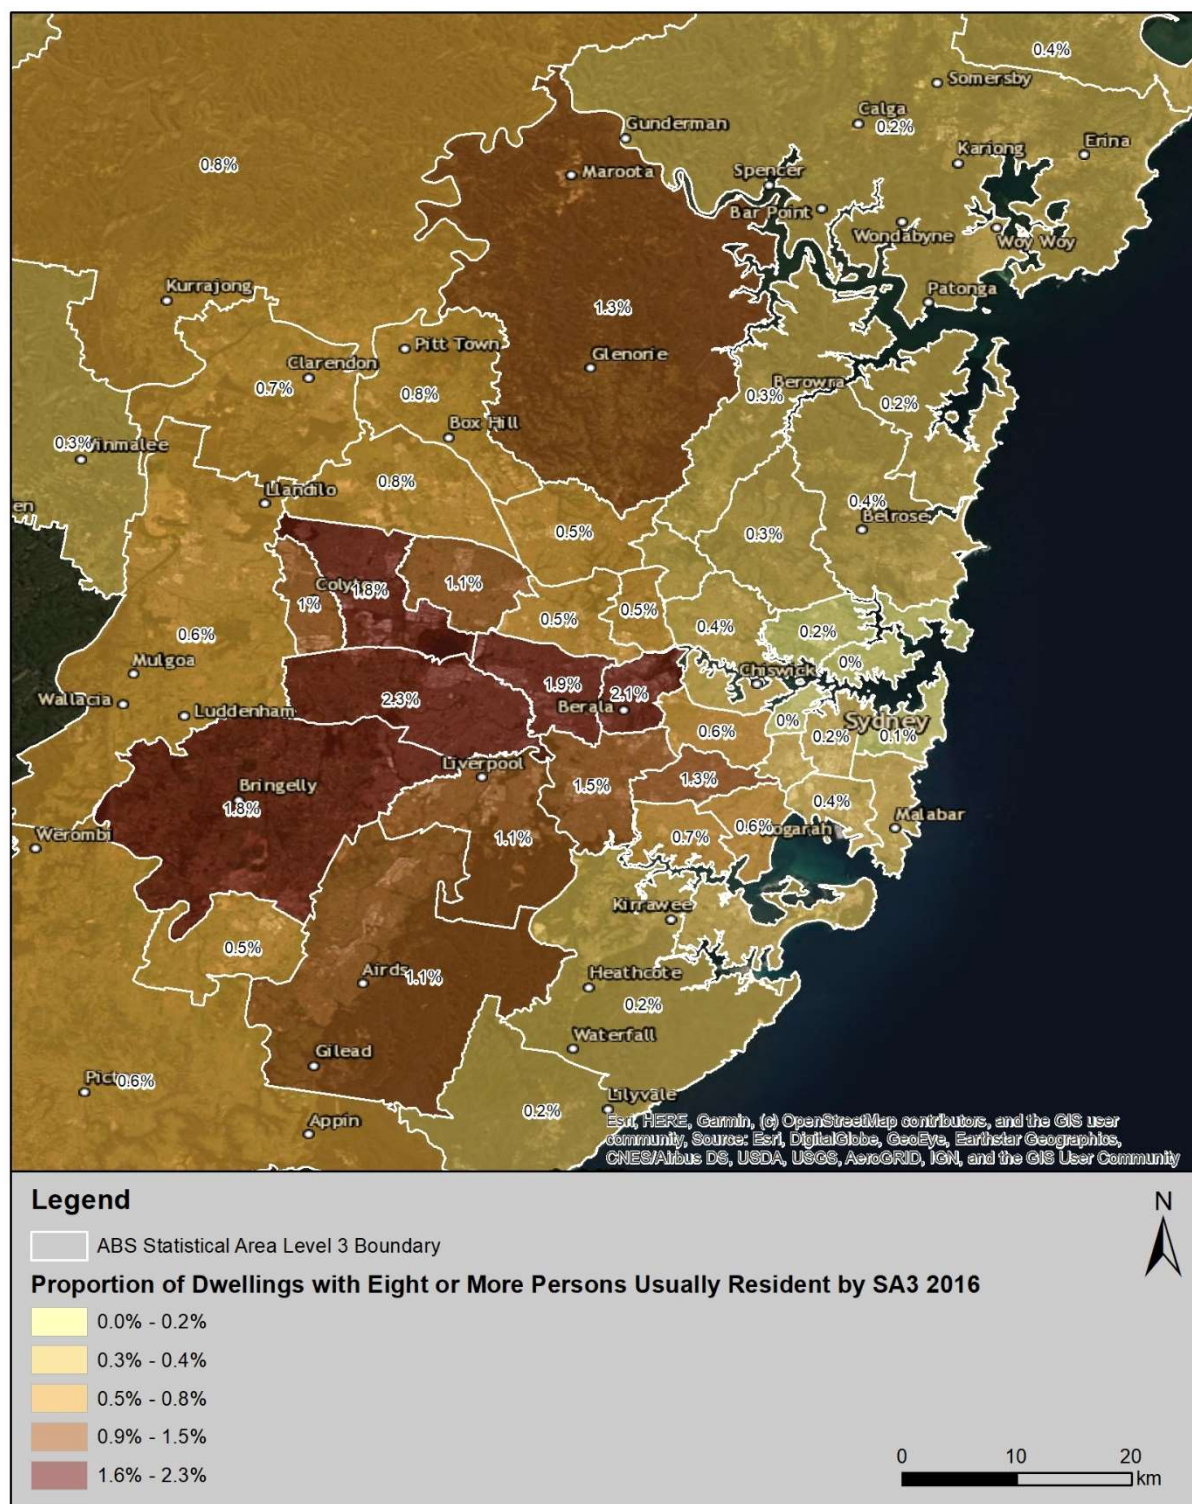 0.4%
Somersby
Calga
0.2%
Gunderman
Erina
Kariong
0.8%
Maroota
Spencer
Bar Point
Wondabyne
Woy Woy
Kurrajong
Patonga
1.3%
Pitt Town
Glenorie
Clarendon
0.7%
0.8%
Berowra
0.3%
0.2%
Box Hill
0.3%
Winmalee
0.8%
Llandilo
en
0.4%
Belrose
0.5%
0.3%
1.1%
Colyton
1.8%
1%
0.5%
0.5%
0.4%
0.2%
0.6%
Mulgoa
0%
Chiswick
1.9%
2.1%
Wallacia
2.3%
Berala
Luddenham
0%
Sydney
0.6%
0.2%
0.1%
Liverpool
1.3%
Bringelly
1.5%
1.8%
0.4%
Malabar
Werombi
0.6%
Kogarah
1.1%
0.7%
Kirrawee
0.5%
Airds
1.1%
Heathcote
0.2%
Waterfall
Gilead
Picton
0.6%
Lilyvale
0.2%
Appin
Esri, HERE, Garmin, (c) OpenStreetMap contributors, and the GIS user
community, Source: Esri, DigitalGlobe, GeoEye, Earthstar Geographics,
CNES/Airbus DS, USDA, USGS, AeroGRID, IGN, and the GIS User Community
Legend
N
ABS Statistical Area Level 3 Boundary
Proportion of Dwellings with Eight or More Persons Usually Resident by SA3 2016
0.0% - 0.2%
0.3% - 0.4%
0.5% - 0.8%
0.9% - 1.5%
1.6% - 2.3%
0 10 20
km